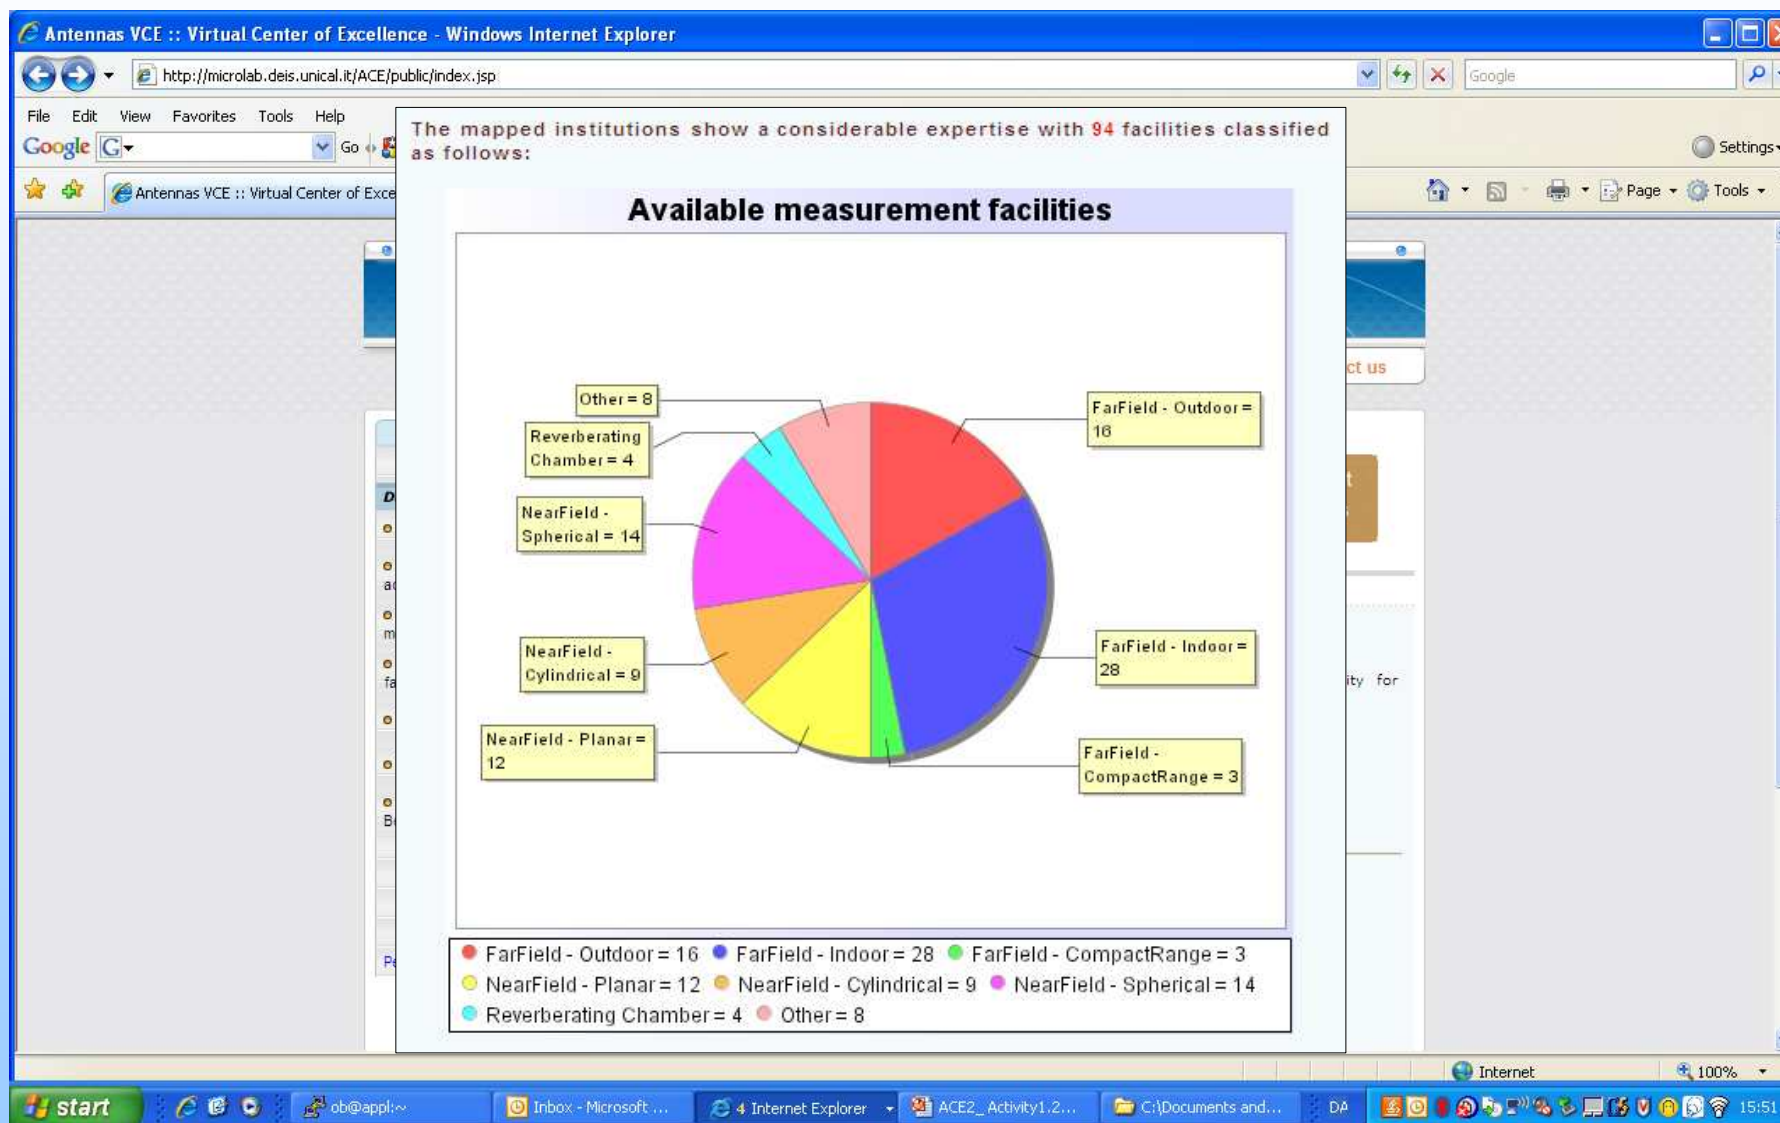 Antennas VCE :: Virtual Center of Excellence - Windows Internet Explorer
http://microlab.deis.unical.it/ACE/public/index.jsp
Google
File Edit View Favorites Tools Help
Google G Go
Settings
Antennas VCE :: Virtual Center of Exce
Page Tools
The mapped institutions show a considerable expertise with 94 facilities classified
as follows:
Available measurement facilities
Other = 8
Reverberating
Chamber = 4
NearField -
Spherical = 14
NearField -
Cylindrical = 9
NearField - Planar =
12
FarField - Outdoor =
16
FarField - Indoor =
28
FarField -
CompactRange = 3
FarField - Outdoor = 16 FarField - Indoor = 28 FarField - CompactRange = 3
NearField - Planar = 12 NearField - Cylindrical = 9 NearField - Spherical = 14
Reverberating Chamber = 4 Other = 8
ct us
ity for
Internet 100%
start ob@appl:~ Inbox - Microsoft ... 4 Internet Explorer ACE2_ Activity1.2... C:\Documents and... DA 15:51